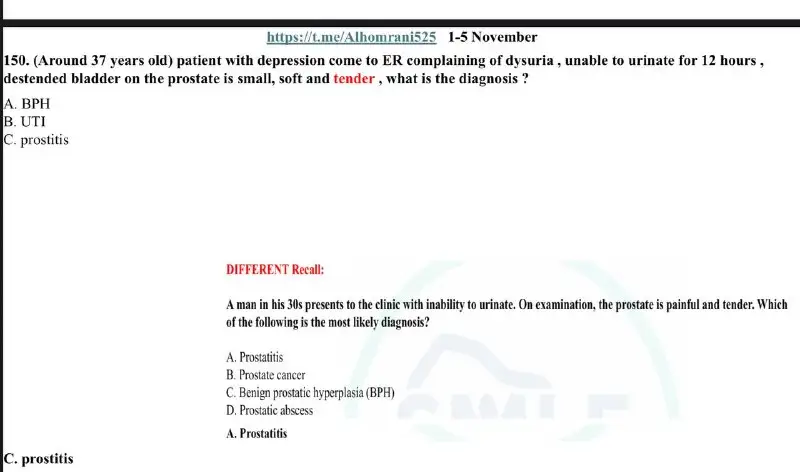 https://t.me/Alhomrani525 1-5 November
150. (Around 37 years old) patient with depression come to ER complaining of dysuria , unable to urinate for 12 hours ,
destended bladder on the prostate is small, soft and tender , what is the diagnosis ?
A. BPH
B. UTI
C. prostitis
DIFFERENT Recall:
A man in his 30s presents to the clinic with inability to urinate. On examination, the prostate is painful and tender. Which
of the following is the most likely diagnosis?
A. Prostatitis
B. Prostate cancer
C. Benign prostatic hyperplasia (BPH)
D. Prostatic abscess
A. Prostatitis
C. prostitis